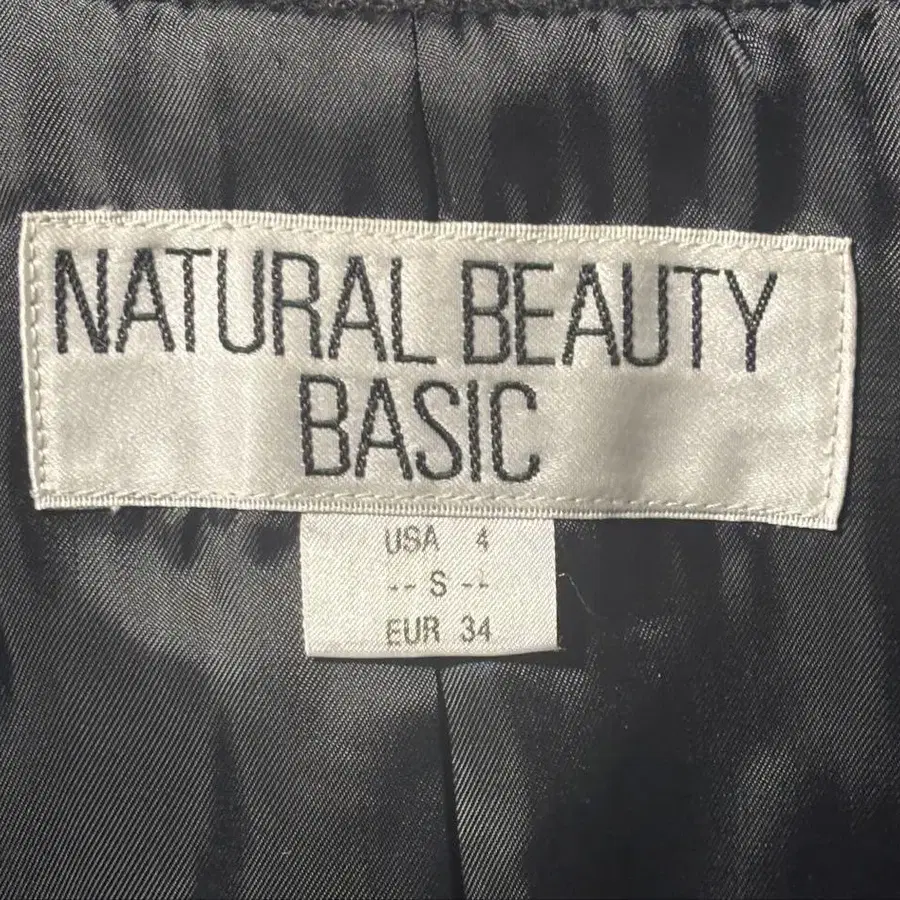 NATURAL BEAUTY
BASIC
USA 4
-- S --
EUR 34